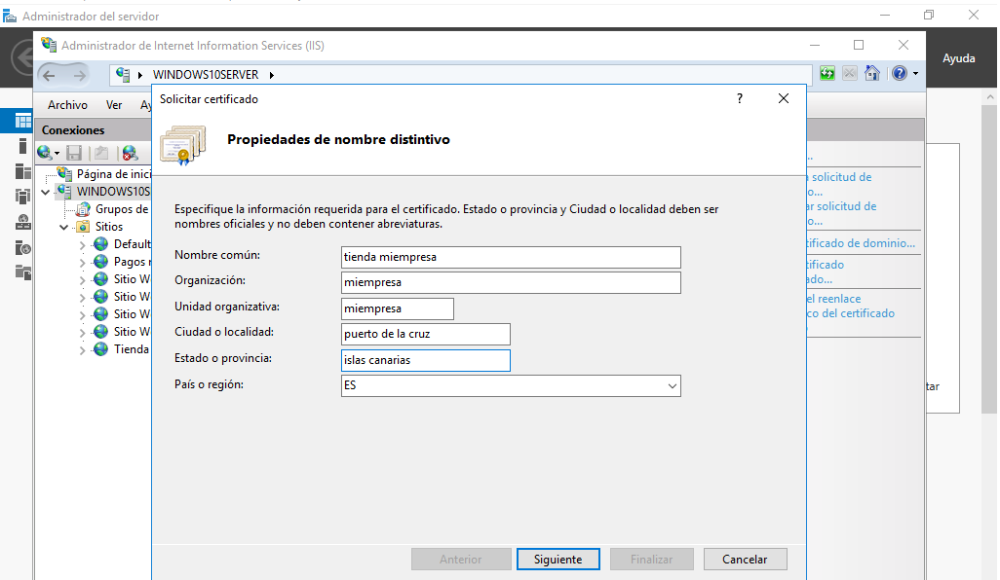 Administrador del servidor
Administrador de Internet Information Services (IIS)
Ayuda
WINDOWS10SERVER
Archivo Ver Ay
Solicitar certificado
?
Conexiones
Propiedades de nombre distintivo
Página de inici
WINDOWS10S
Grupos de
Sitios
Default
Pagos
Sitio W
Sitio W
Sitio W
Sitio W
Tienda
Especifique la información requerida para el certificado. Estado o provincia y Ciudad o localidad deben ser
nombres oficiales y no deben contener abreviaturas.
Nombre común: tienda miempresa
Organización: miempresa
Unidad organizativa: miempresa
Ciudad o localidad: puerto de la cruz
Estado o provincia: islas canarias
País o región: ES
...
solicitud de
o...
ar solicitud de
o...
tificado de dominio...
tificado
ado...
el reenlace
co del certificado
tar
Anterior Siguiente Finalizar Cancelar